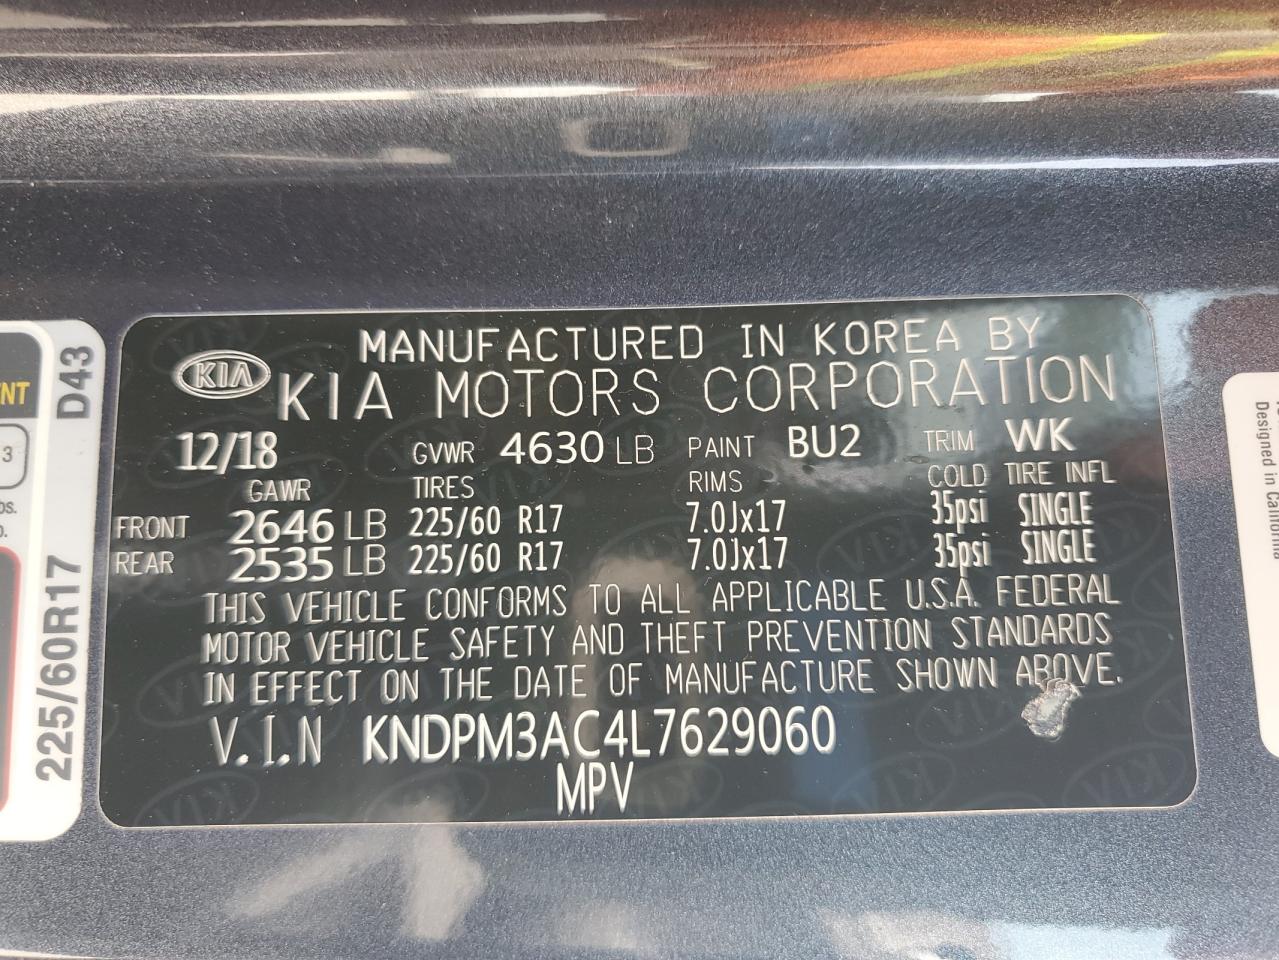 MANUFACTURED IN KOREA BY
KIA
KIA MOTORS CORPORATION
12/18 GVWR 4630 LB PAINT BU2 TRIM WK
GAWR TIRES RIMS COLD TIRE INFL
FRONT 2646 LB 225/60 R17 7.0Jx17 35psi SINGLE
REAR 2535 LB 225/60 R17 7.0Jx17 35psi SINGLE
THIS VEHICLE CONFORMS TO ALL APPLICABLE U.S.A. FEDERAL
MOTOR VEHICLE SAFETY AND THEFT PREVENTION STANDARDS
IN EFFECT ON THE DATE OF MANUFACTURE SHOWN ABOVE.
V.I.N KNDPM3AC4L7629060
MPV
D43
225/60R17
NT
3
Designed in California